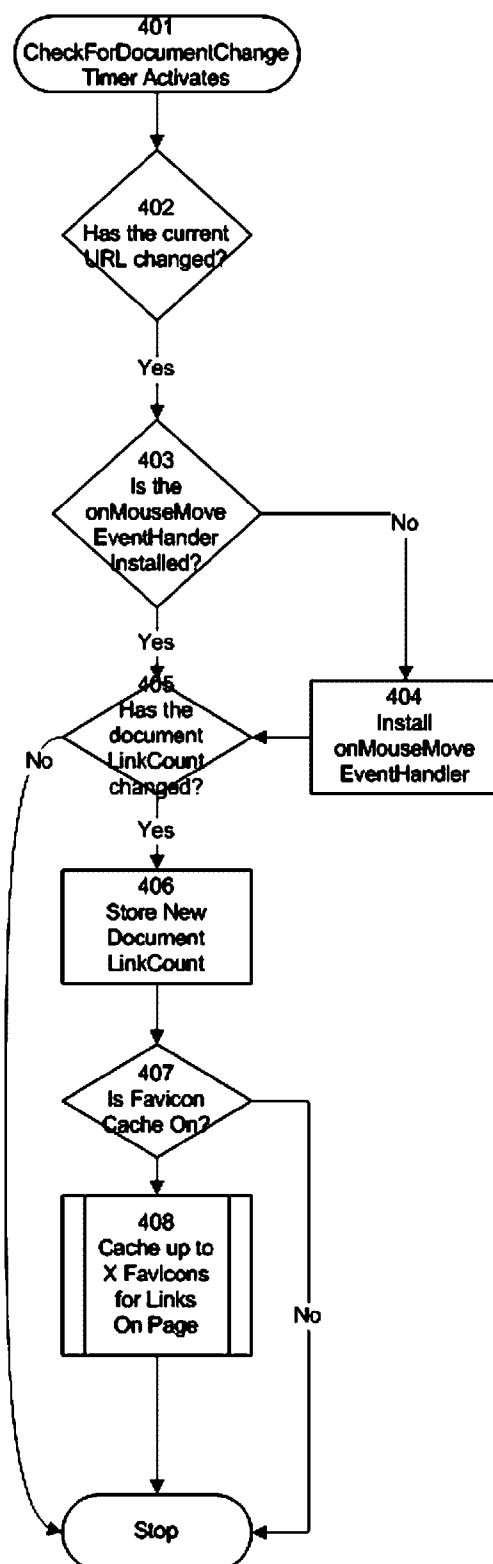 401
CheckForDocumentChange
Timer Activates
402
Has the current
URL changed?
Yes
403
Is the
onMouseMove
EventHander
Installed?
No
Yes
404
Install
onMouseMove
EventHandler
405
Has the
document
LinkCount
changed?
No
Yes
406
Store New
Document
LinkCount
407
Is Favicon
Cache On?
408
Cache up to
X Favicons
for Links
On Page
No
Stop